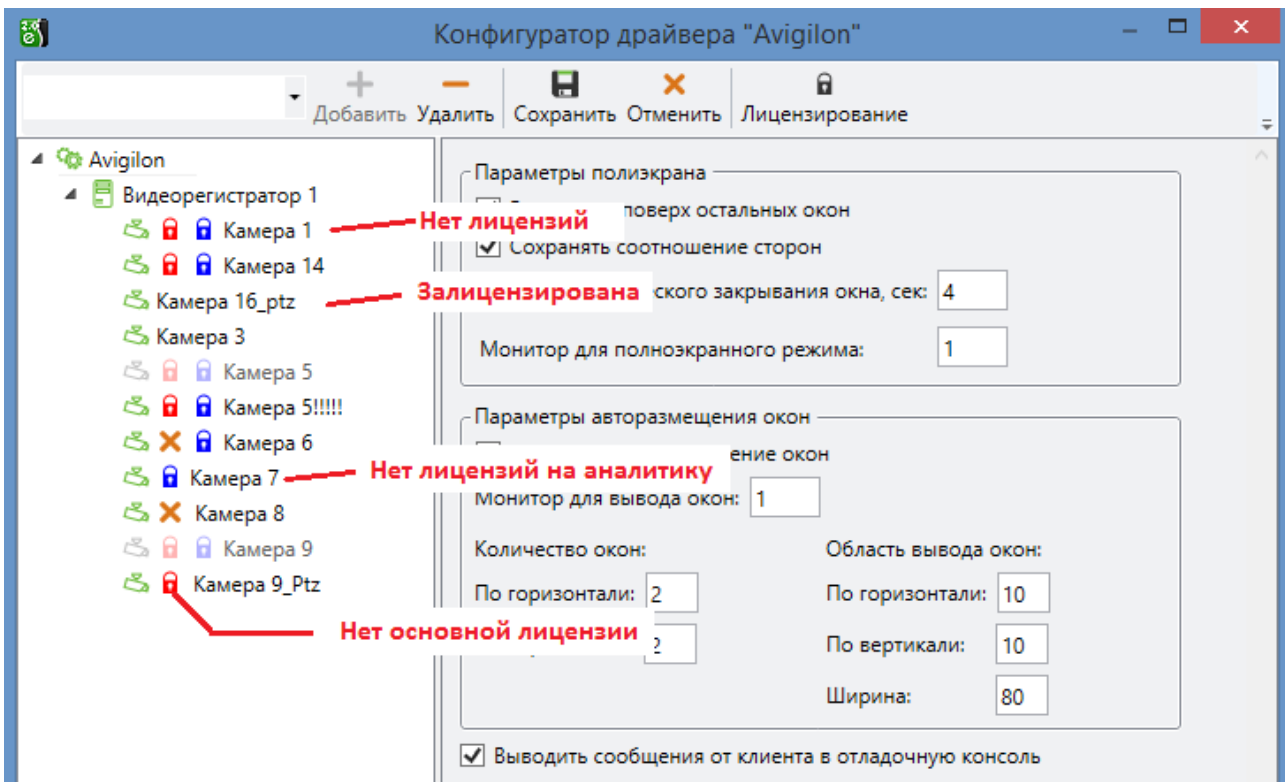 Конфигуратор драйвера "Avigilon"
Добавить Удалить Сохранить Отменить Лицензирование
Avigilon
Видеорегистратор 1
Камера 1
Камера 14
Камера 16_ptz
Камера 3
Камера 5
Камера 5!!!!!
Камера 6
Камера 7
Камера 8
Камера 9
Камера 9_Ptz
Нет лицензий
Залицензирована
Нет лицензий на аналитику
Нет основной лицензии
Параметры полиэкрана
поверх остальных окон
Сохранять соотношение сторон
закрывания окна, сек: 4
Монитор для полноэкранного режима: 1
Параметры авторазмещения окон
окон
Монитор для вывода окон: 1
Количество окон: Область вывода окон:
По горизонтали: 2 По горизонтали: 10
2 По вертикали: 10
Ширина: 80
Выводить сообщения от клиента в отладочную консоль